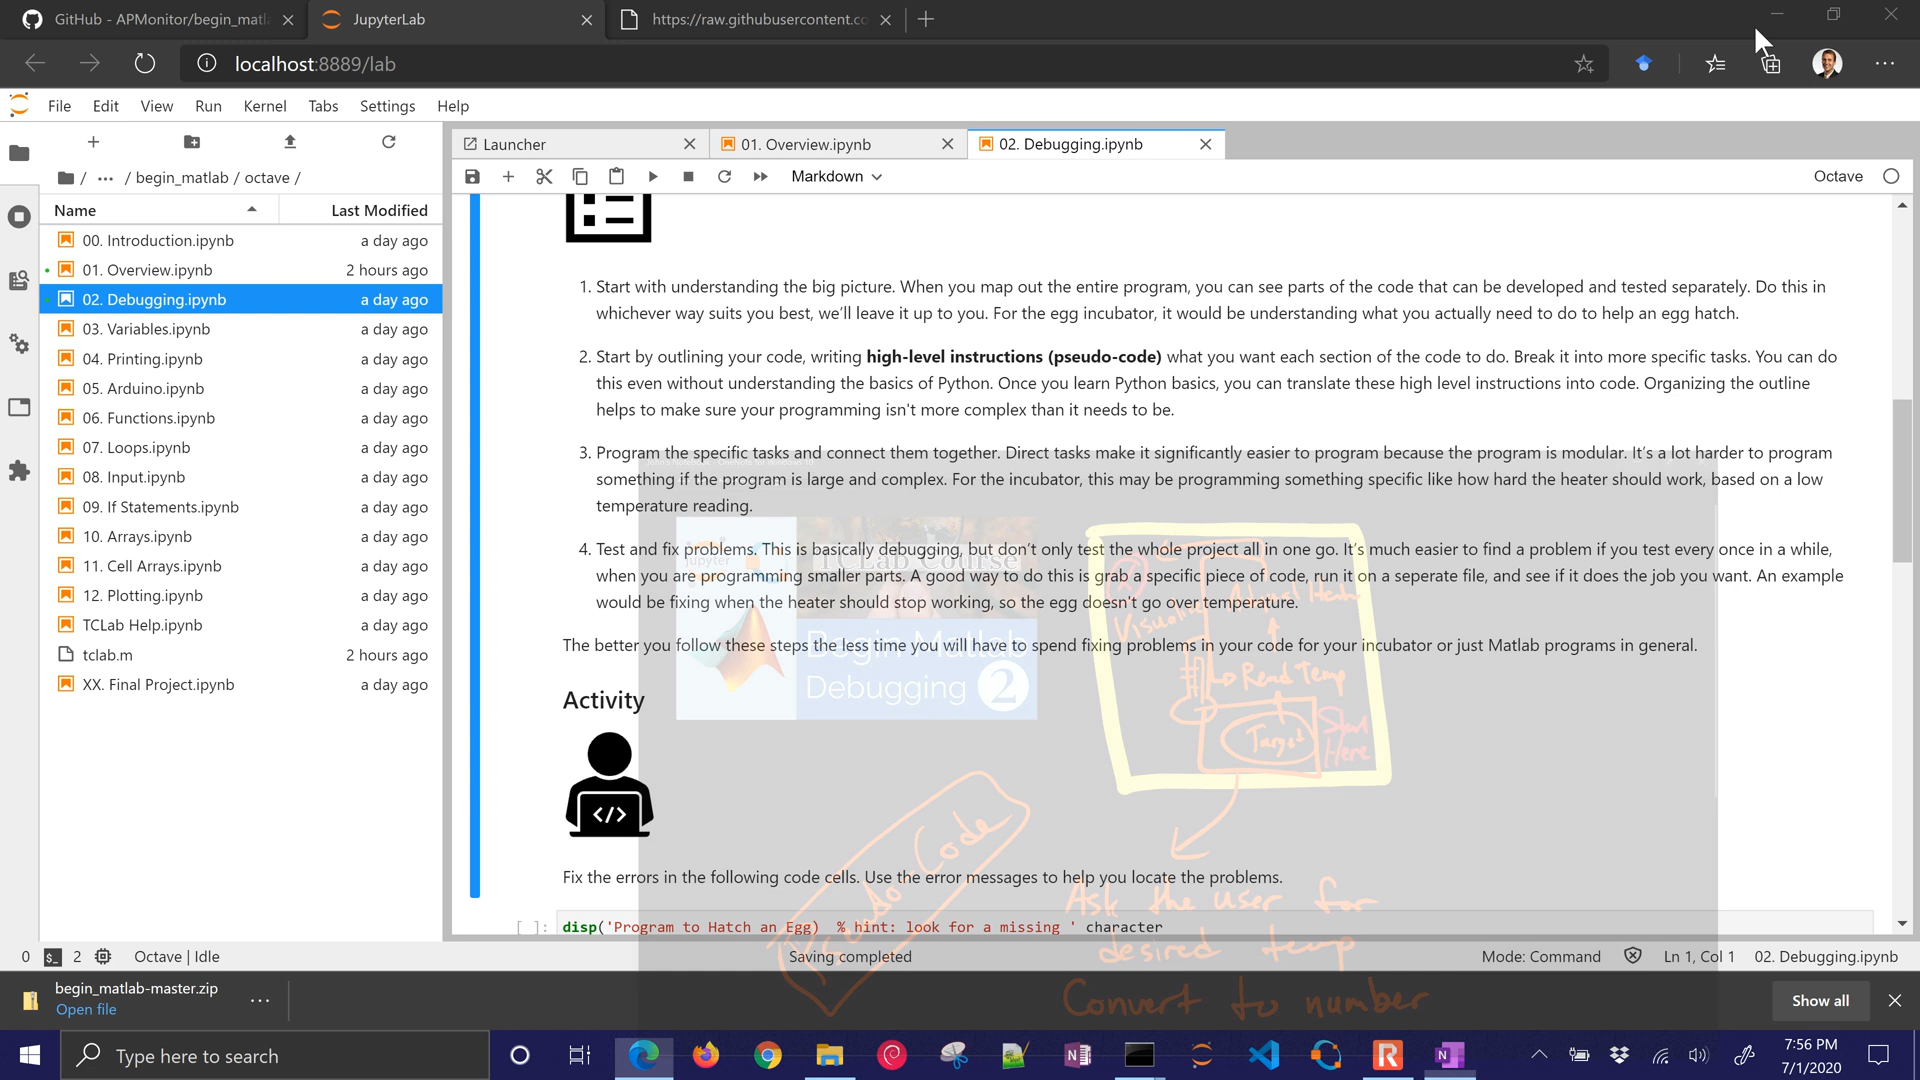 GitHub - APMonitor/begin_matl
JupyterLab
https://raw.githubusercontent.co
localhost:8889/lab
File Edit View Run Kernel Tabs Settings Help
Launcher
01. Overview.ipynb
02. Debugging.ipynb
/ ··· / begin_matlab / octave /
Markdown
Octave
Name Last Modified
00. Introduction.ipynb a day ago
01. Overview.ipynb 2 hours ago
02. Debugging.ipynb a day ago
03. Variables.ipynb a day ago
04. Printing.ipynb a day ago
05. Arduino.ipynb a day ago
06. Functions.ipynb a day ago
07. Loops.ipynb a day ago
08. Input.ipynb a day ago
09. If Statements.ipynb a day ago
10. Arrays.ipynb a day ago
11. Cell Arrays.ipynb a day ago
12. Plotting.ipynb a day ago
TCLab Help.ipynb a day ago
tclab.m 2 hours ago
XX. Final Project.ipynb a day ago
1. Start with understanding the big picture. When you map out the entire program, you can see parts of the code that can be developed and tested separately. Do this in
whichever way suits you best, we'll leave it up to you. For the egg incubator, it would be understanding what you actually need to do to help an egg hatch.
2. Start by outlining your code, writing high-level instructions (pseudo-code) what you want each section of the code to do. Break it into more specific tasks. You can do
this even without understanding the basics of Python. Once you learn Python basics, you can translate these high level instructions into code. Organizing the outline
helps to make sure your programming isn't more complex than it needs to be.
3. Program the specific tasks and connect them together. Direct tasks make it significantly easier to program because the program is modular. It's a lot harder to program
something if the program is large and complex. For the incubator, this may be programming something specific like how hard the heater should work, based on a low
temperature reading.
4. Test and fix problems. This is basically debugging, but don't only test the whole project all in one go. It's much easier to find a problem if you test every once in a while,
when you are programming smaller parts. A good way to do this is grab a specific piece of code, run it on a seperate file, and see if it does the job you want. An example
would be fixing when the heater should stop working, so the egg doesn't go over temperature.
The better you follow these steps the less time you will have to spend fixing problems in your code for your incubator or just Matlab programs in general.
jupyter
TCLab Course
Begin Matlab
Debugging 2
Read Temp
Target
Start
Here
Activity
</>
Pseudo Code
Fix the errors in the following code cells. Use the error messages to help you locate the problems.
Ask the user for
desired temp
Convert to number
[ ]: disp('Program to Hatch an Egg) % hint: look for a missing ' character
0 $_ 2 Octave | Idle
Saving completed
Mode: Command Ln 1, Col 1 02. Debugging.ipynb
begin_matlab-master.zip
Open file
Show all
Type here to search
7:56 PM
7/1/2020